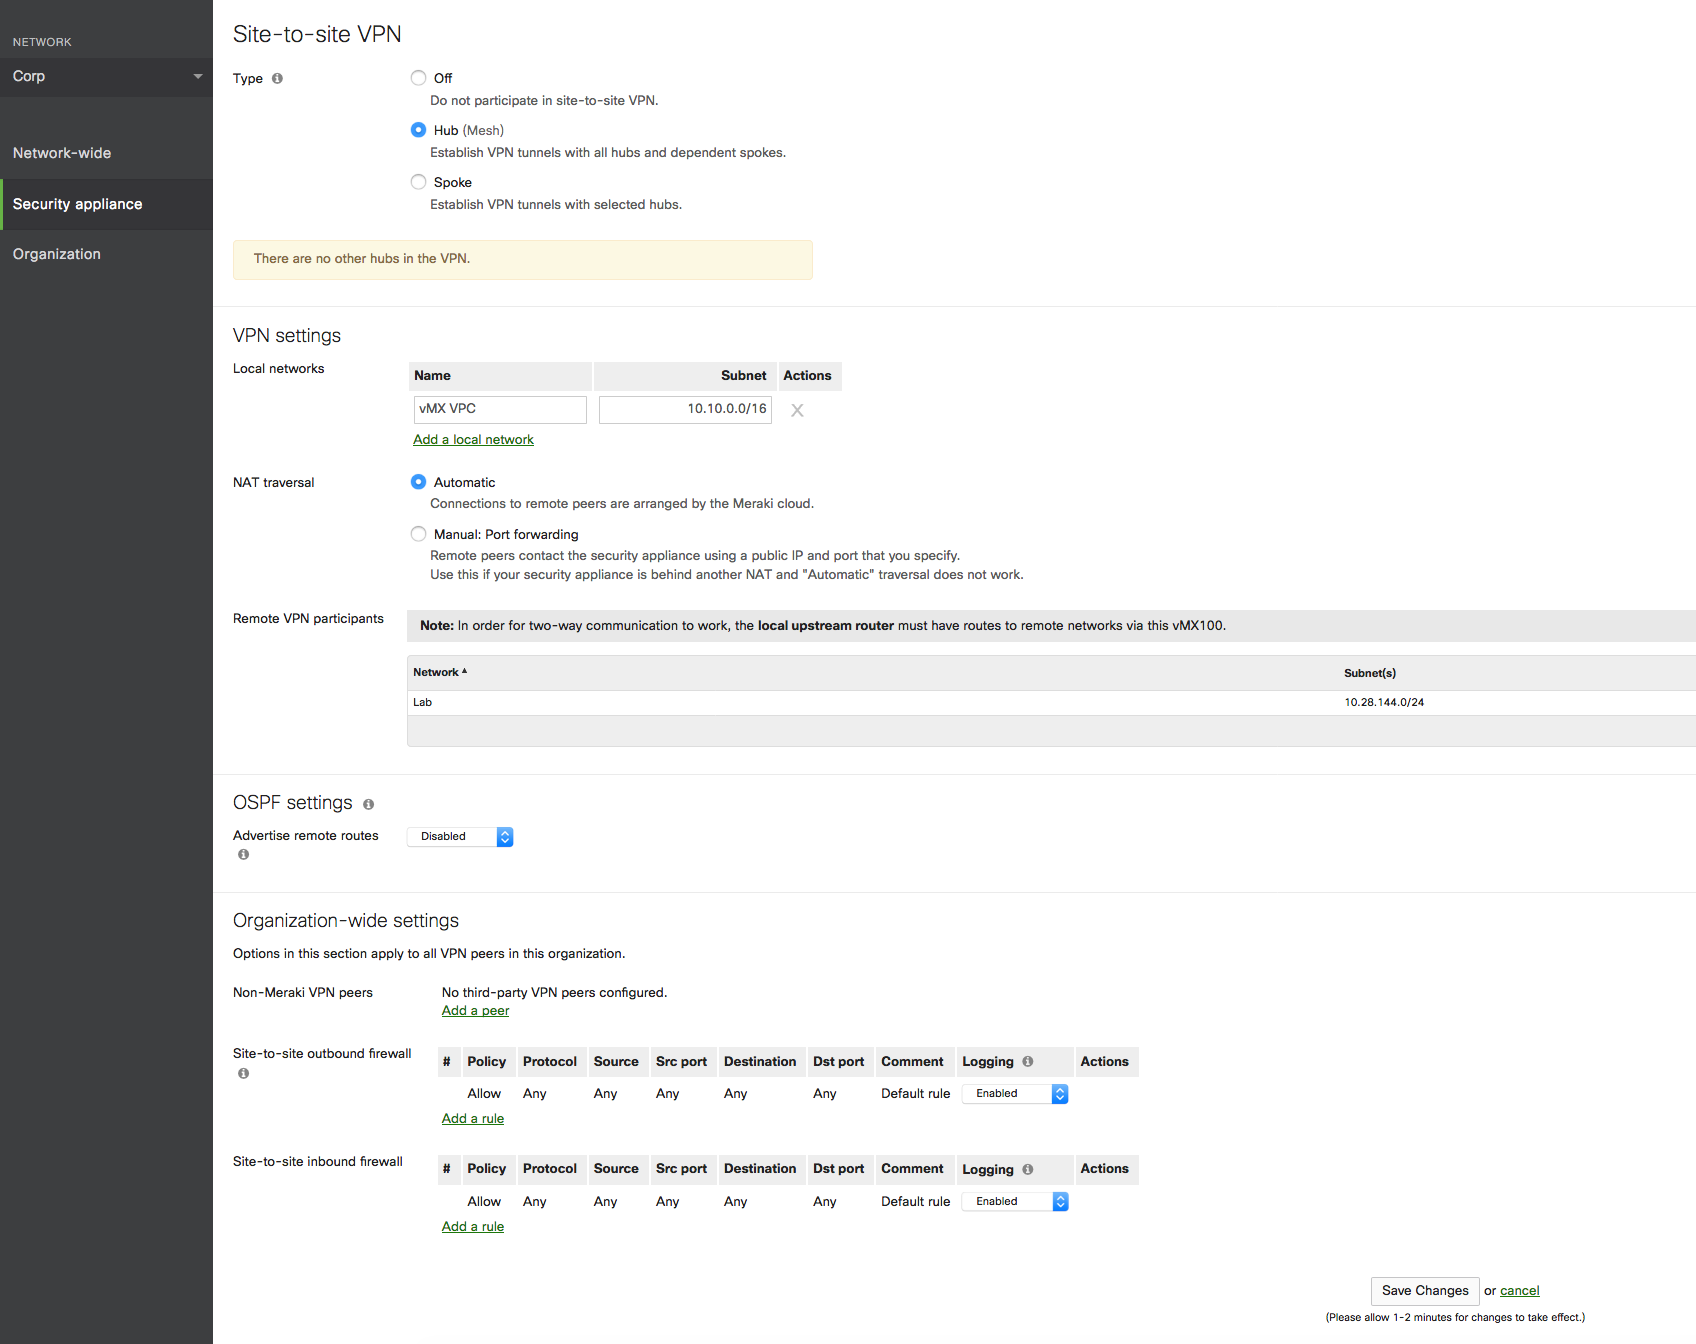 NETWORK
Corp
Network-wide
Security appliance
Organization
Site-to-site VPN
Type
Off
Do not participate in site-to-site VPN.
Hub (Mesh)
Establish VPN tunnels with all hubs and dependent spokes.
Spoke
Establish VPN tunnels with selected hubs.
There are no other hubs in the VPN.
VPN settings
Local networks
Name Subnet Actions
vMX VPC 10.10.0.0/16 X
Add a local network
NAT traversal
Automatic
Connections to remote peers are arranged by the Meraki cloud.
Manual: Port forwarding
Remote peers contact the security appliance using a public IP and port that you specify.
Use this if your security appliance is behind another NAT and "Automatic" traversal does not work.
Remote VPN participants
Note: In order for two-way communication to work, the local upstream router must have routes to remote networks via this vMX100.
Network Subnet(s)
Lab 10.28.144.0/24
OSPF settings
Advertise remote routes Disabled
Organization-wide settings
Options in this section apply to all VPN peers in this organization.
Non-Meraki VPN peers No third-party VPN peers configured.
Add a peer
Site-to-site outbound firewall
# Policy Protocol Source Src port Destination Dst port Comment Logging Actions
Allow Any Any Any Any Any Default rule Enabled
Add a rule
Site-to-site inbound firewall
# Policy Protocol Source Src port Destination Dst port Comment Logging Actions
Allow Any Any Any Any Any Default rule Enabled
Add a rule
Save Changes or cancel
(Please allow 1-2 minutes for changes to take effect.)